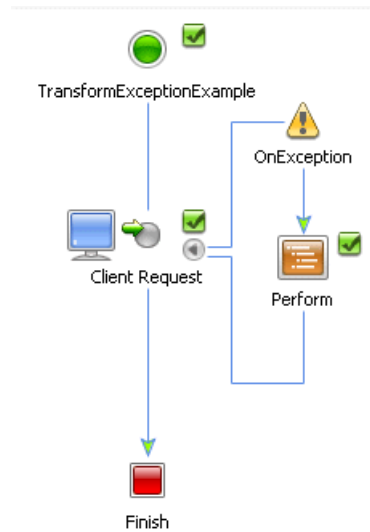 TransformExceptionExample
OnException
Client Request
Perform
Finish